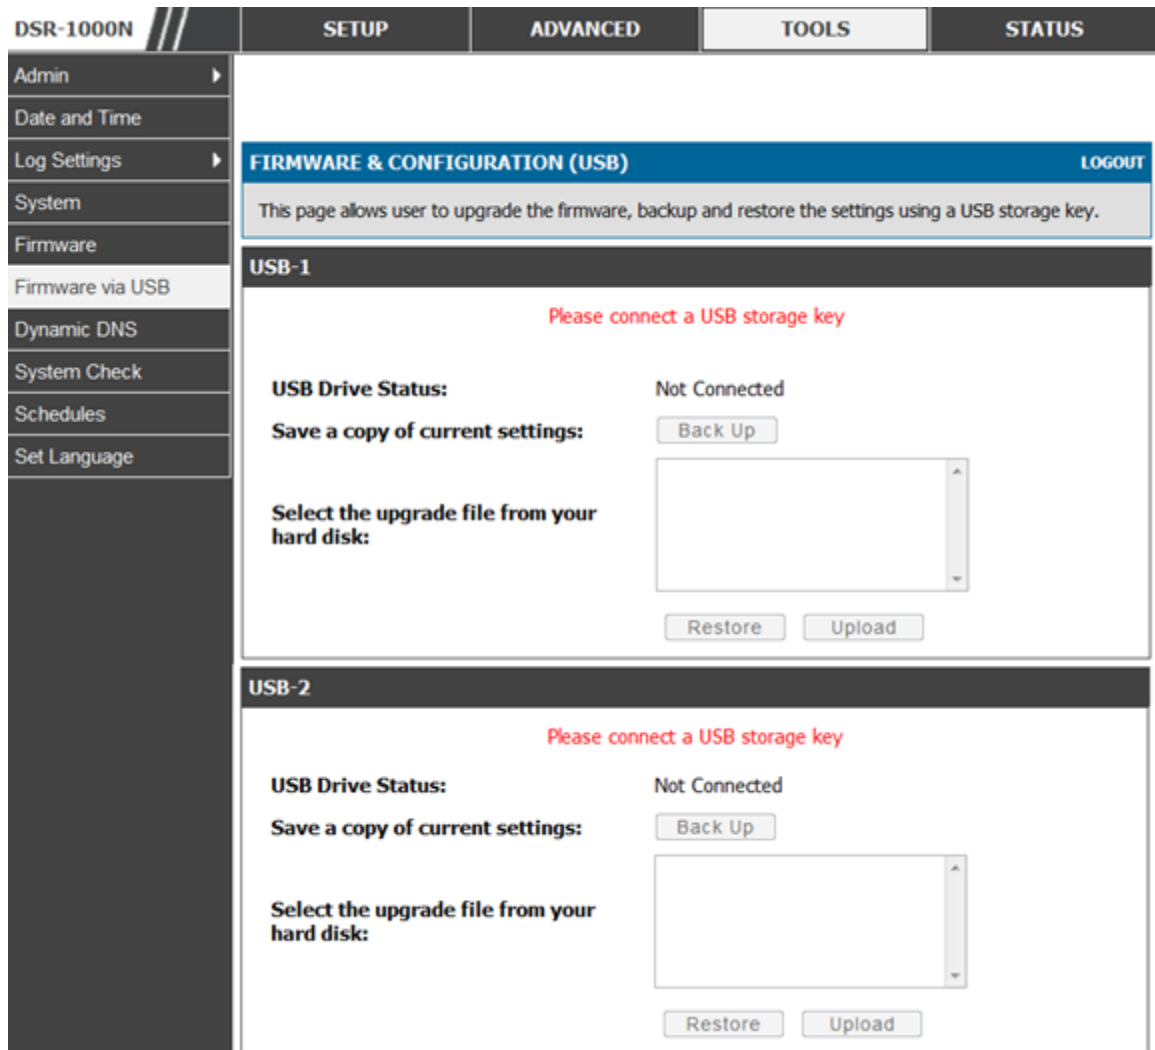 DSR-1000N
SETUP
ADVANCED
TOOLS
STATUS
Admin
Date and Time
Log Settings
System
Firmware
Firmware via USB
Dynamic DNS
System Check
Schedules
Set Language
FIRMWARE & CONFIGURATION (USB)
LOGOUT
This page allows user to upgrade the firmware, backup and restore the settings using a USB storage key.
USB-1
Please connect a USB storage key
USB Drive Status: Not Connected
Save a copy of current settings: Back Up
Select the upgrade file from your
hard disk:
Restore Upload
USB-2
Please connect a USB storage key
USB Drive Status: Not Connected
Save a copy of current settings: Back Up
Select the upgrade file from your
hard disk:
Restore Upload